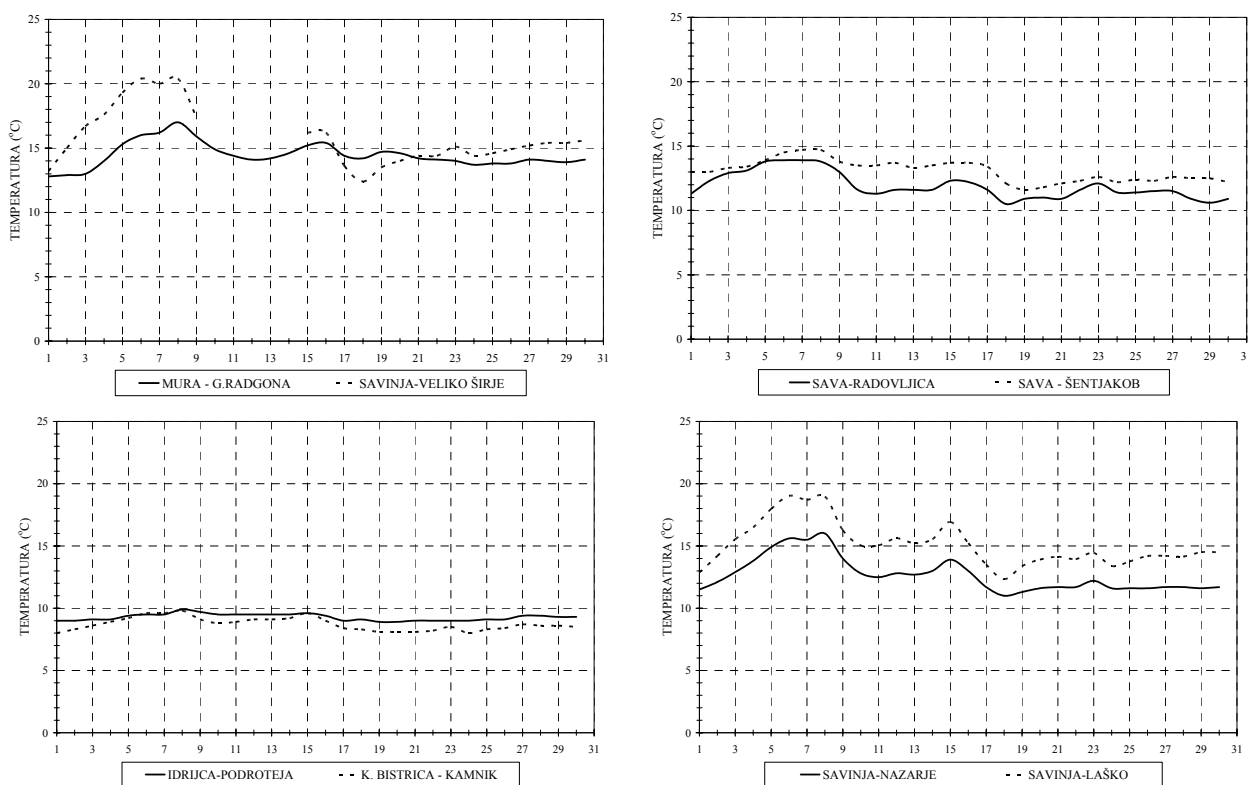 25
20
15
10
5
0
TEMPERATURA (°C)
1 3 5 7 9 11 13 15 17 19 21 23 25 27 29 31
MURA - G.RADGONA SAVINJA-VELIKO ŠIRJE
25
20
15
10
5
0
TEMPERATURA (°C)
1 3 5 7 9 11 13 15 17 19 21 23 25 27 29 31
SAVA-RADOVLJICA SAVA - ŠENTJAKOB
25
20
15
10
5
0
TEMPERATURA (°C)
1 3 5 7 9 11 13 15 17 19 21 23 25 27 29 31
IDRIJCA-PODROTEJA K. BISTRICA - KAMNIK
25
20
15
10
5
0
TEMPERATURA (°C)
1 3 5 7 9 11 13 15 17 19 21 23 25 27 29 31
SAVINJA-NAZARJE SAVINJA-LAŠKO